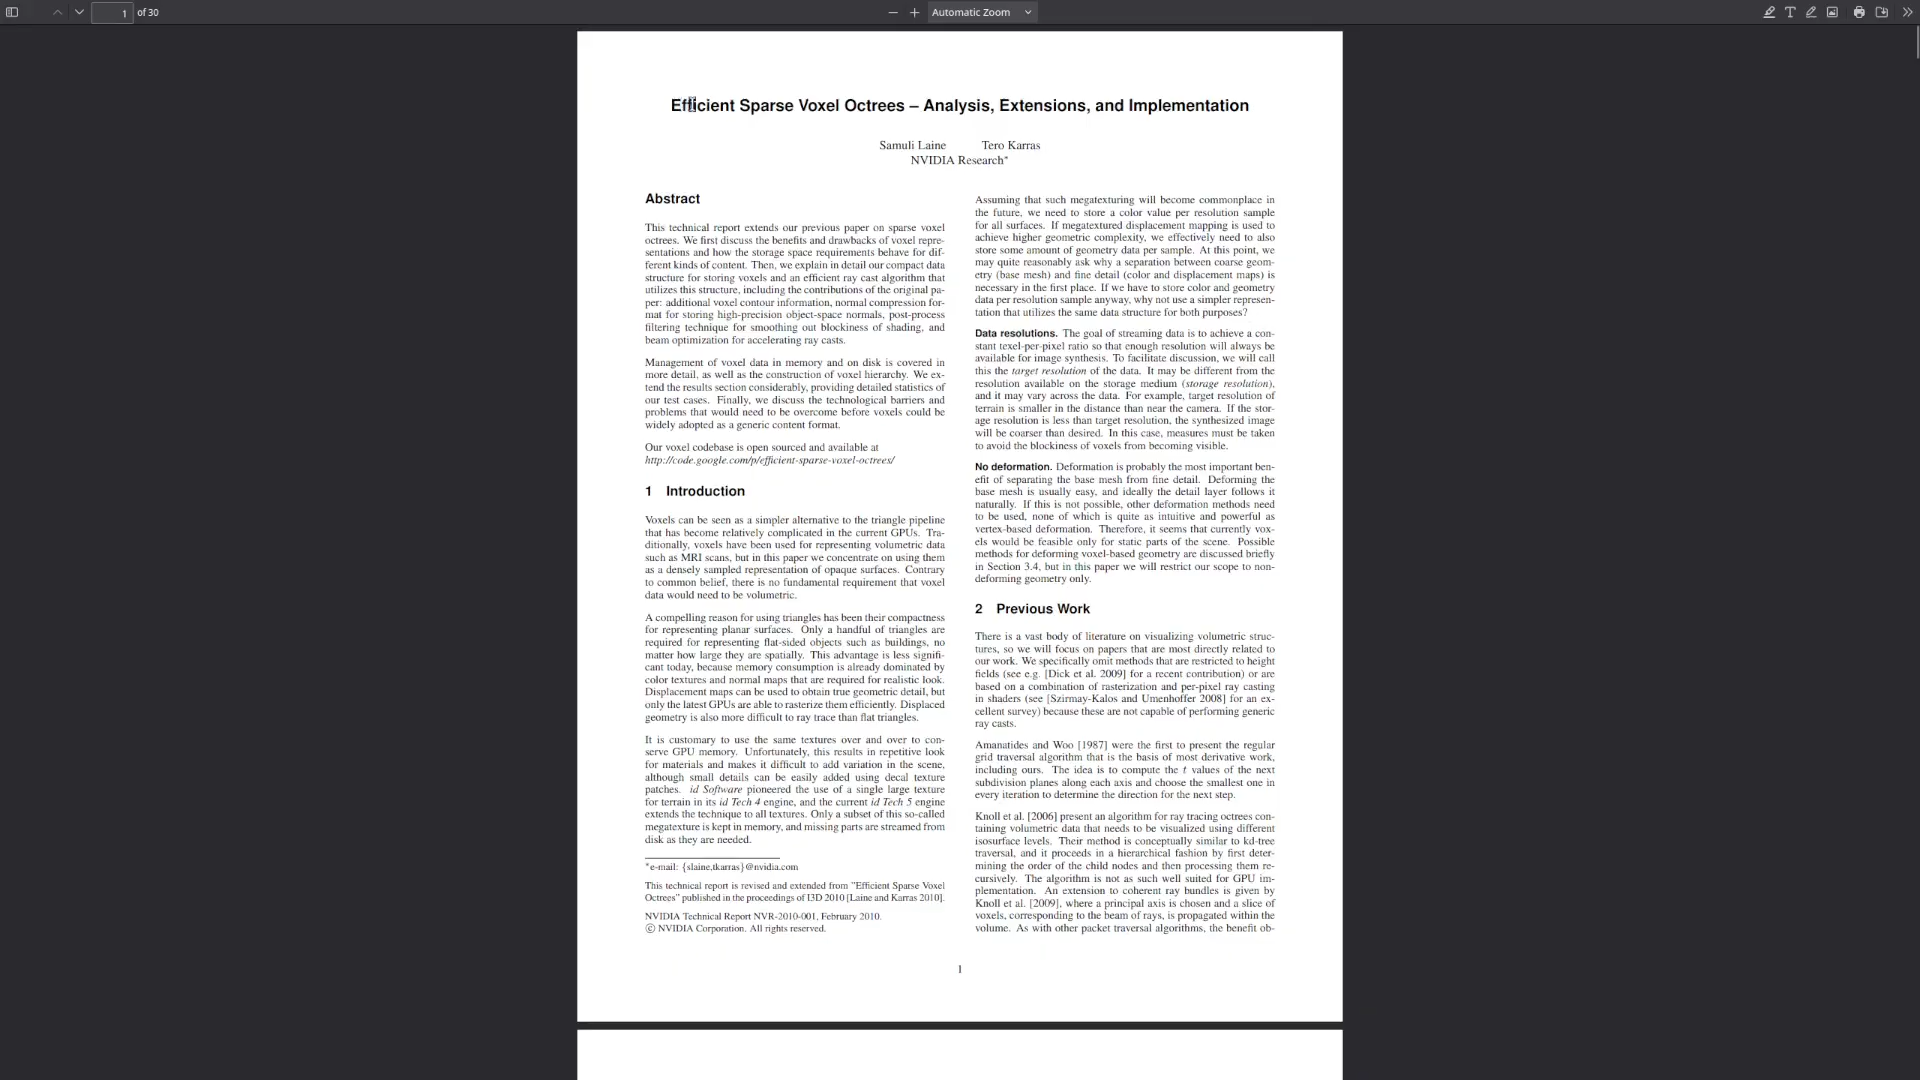 1 of 30 Automatic Zoom
Efficient Sparse Voxel Octrees – Analysis, Extensions, and Implementation
Samuli Laine Tero Karras
NVIDIA Research*
Abstract
This technical report extends our previous paper on sparse voxel
octrees. We first discuss the benefits and drawbacks of voxel repre-
sentations and how the storage space requirements behave for dif-
ferent kinds of content. Then, we explain in detail our compact data
structure for storing voxels and an efficient ray cast algorithm that
utilizes this structure, including the contributions of the original pa-
per: additional voxel contour information, normal compression for-
mat for storing high-precision object-space normals, post-process
filtering technique for smoothing out blockiness of shading, and
beam optimization for accelerating ray casts.
Management of voxel data in memory and on disk is covered in
more detail, as well as the construction of voxel hierarchy. We ex-
tend the results section considerably, providing detailed statistics of
our test cases. Finally, we discuss the technological barriers and
problems that would need to be overcome before voxels could be
widely adopted as a generic content format.
Our voxel codebase is open sourced and available at
http://code.google.com/p/efficient-sparse-voxel-octrees/
1 Introduction
Voxels can be seen as a simpler alternative to the triangle pipeline
that has become relatively complicated in the current GPUs. Tra-
ditionally, voxels have been used for representing volumetric data
such as MRI scans, but in this paper we concentrate on using them
as a densely sampled representation of opaque surfaces. Contrary
to common belief, there is no fundamental requirement that voxel
data would need to be volumetric.
A compelling reason for using triangles has been their compactness
for representing planar surfaces. Only a handful of triangles are
required for representing flat-sided objects such as buildings, no
matter how large they are spatially. This advantage is less signifi-
cant today, because memory consumption is already dominated by
color textures and normal maps that are required for realistic look.
Displacement maps can be used to obtain true geometric detail, but
only the latest GPUs are able to rasterize them efficiently. Displaced
geometry is also more difficult to ray trace than flat triangles.
It is customary to use the same textures over and over to con-
serve GPU memory. Unfortunately, this results in repetitive look
for materials and makes it difficult to add variation in the scene,
although small details can be easily added using decal texture
patches. id Software pioneered the use of a single large texture
for terrain in its id Tech 4 engine, and the current id Tech 5 engine
extends the technique to all textures. Only a subset of this so-called
megatexture is kept in memory, and missing parts are streamed from
disk as they are needed.
*e-mail: {slaine,tkarras}@nvidia.com
This technical report is revised and extended from "Efficient Sparse Voxel
Octrees" published in the proceedings of I3D 2010 [Laine and Karras 2010].
NVIDIA Technical Report NVR-2010-001, February 2010.
© NVIDIA Corporation. All rights reserved.
Assuming that such megatexturing will become commonplace in
the future, we need to store a color value per resolution sample
for all surfaces. If megatextured displacement mapping is used to
achieve higher geometric complexity, we effectively need to also
store some amount of geometry data per sample. At this point, we
may quite reasonably ask why a separation between coarse geom-
etry (base mesh) and fine detail (color and displacement maps) is
necessary in the first place. If we have to store color and geometry
data per resolution sample anyway, why not use a simpler represen-
tation that utilizes the same data structure for both purposes?
Data resolutions. The goal of streaming data is to achieve a con-
stant texel-per-pixel ratio so that enough resolution will always be
available for image synthesis. To facilitate discussion, we will call
this the target resolution of the data. It may be different from the
resolution available on the storage medium (storage resolution),
and it may vary across the data. For example, target resolution of
terrain is smaller in the distance than near the camera. If the stor-
age resolution is less than target resolution, the synthesized image
will be coarser than desired. In this case, measures must be taken
to avoid the blockiness of voxels from becoming visible.
No deformation. Deformation is probably the most important ben-
efit of separating the base mesh from fine detail. Deforming the
base mesh is usually easy, and ideally the detail layer follows it
naturally. If this is not possible, other deformation methods need
to be used, none of which is quite as intuitive and powerful as
vertex-based deformation. Therefore, it seems that currently vox-
els would be feasible only for static parts of the scene. Possible
methods for deforming voxel-based geometry are discussed briefly
in Section 3.4, but in this paper we will restrict our scope to non-
deforming geometry only.
2 Previous Work
There is a vast body of literature on visualizing volumetric struc-
tures, so we will focus on papers that are most directly related to
our work. We specifically omit methods that are restricted to height
fields (see e.g. [Dick et al. 2009] for a recent contribution) or are
based on a combination of rasterization and per-pixel ray casting
in shaders (see [Szirmay-Kalos and Umenhoffer 2008] for an ex-
cellent survey) because these are not capable of performing generic
ray casts.
Amanatides and Woo [1987] were the first to present the regular
grid traversal algorithm that is the basis of most derivative work,
including ours. The idea is to compute the t values of the next
subdivision planes along each axis and choose the smallest one in
every iteration to determine the direction for the next step.
Knoll et al. [2006] present an algorithm for ray tracing octrees con-
taining volumetric data that needs to be visualized using different
isosurface levels. Their method is conceptually similar to kd-tree
traversal, and it proceeds in a hierarchical fashion by first deter-
mining the order of the child nodes and then processing them re-
cursively. The algorithm is not as such well suited for GPU im-
plementation. An extension to coherent ray bundles is given by
Knoll et al. [2009], where a principal axis is chosen and a slice of
voxels, corresponding to the beam of rays, is propagated within the
volume. As with other packet traversal algorithms, the benefit ob-
1